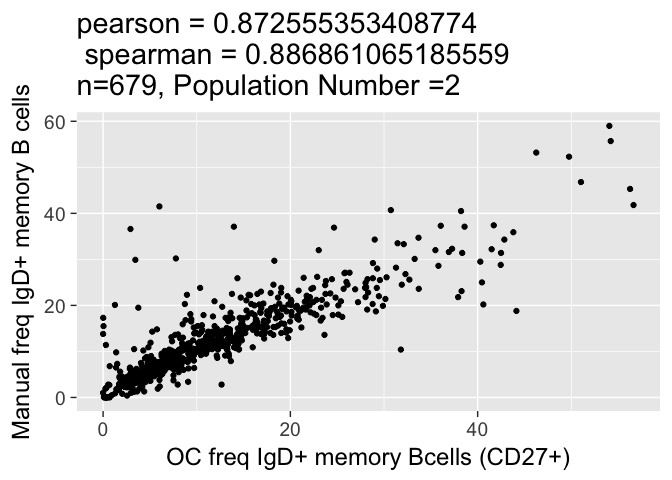 pearson = 0.872555353408774
spearman = 0.886861065185559
n=679, Population Number =2
Manual freq IgD+ memory B cells
60
40
20
0
0 20 40
OC freq IgD+ memory Bcells (CD27+)